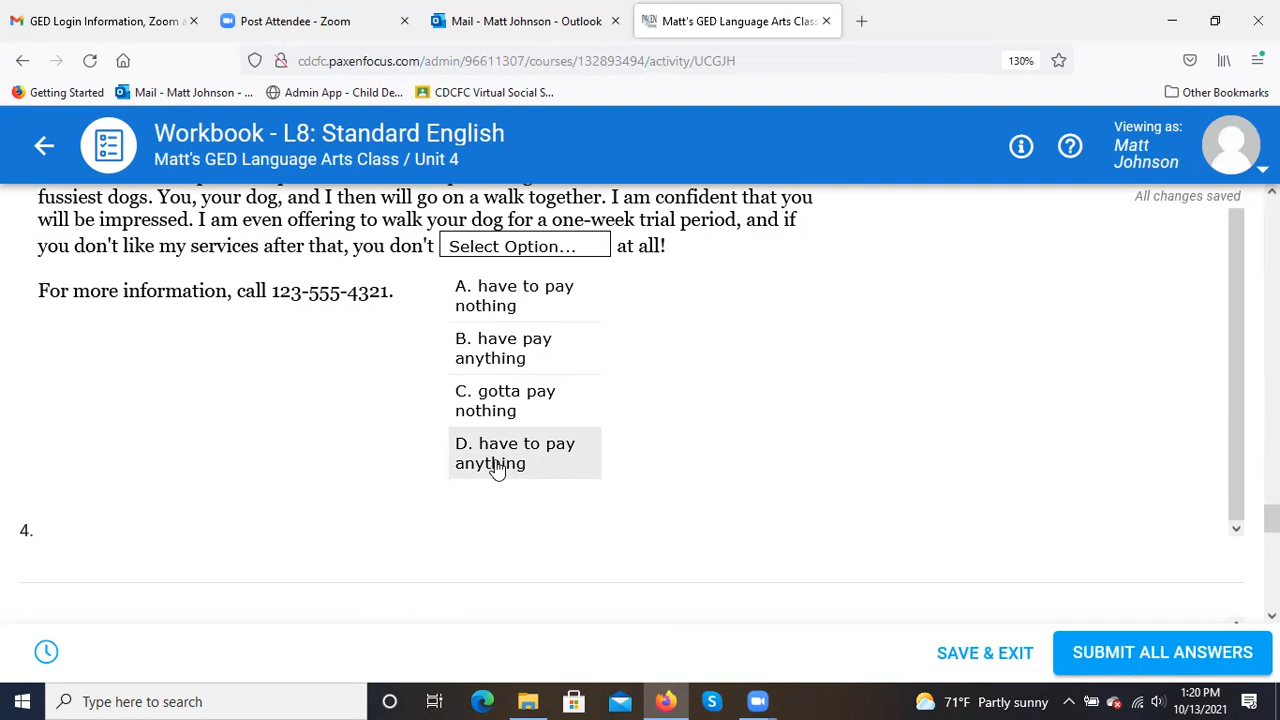 GED Login Information, Zoom a
Post Attendee - Zoom
Mail - Matt Johnson - Outlook
PAXEN
Matt's GED Language Arts Class
cdcfc.paxenfocus.com/admin/96611307/courses/132893494/activity/UCGJH
130%
Getting Started
Mail - Matt Johnson - ...
Admin App - Child De...
CDCFC Virtual Social S...
Other Bookmarks
Workbook - L8: Standard English
Matt's GED Language Arts Class / Unit 4
Viewing as:
Matt
Johnson
All changes saved
fussiest dogs. You, your dog, and I then will go on a walk together. I am confident that you
will be impressed. I am even offering to walk your dog for a one-week trial period, and if
you don't like my services after that, you don't Select Option... at all!
For more information, call 123-555-4321.
A. have to pay
nothing
B. have pay
anything
C. gotta pay
nothing
D. have to pay
anything
4.
SAVE & EXIT
SUBMIT ALL ANSWERS
Type here to search
71°F Partly sunny
1:20 PM
10/13/2021